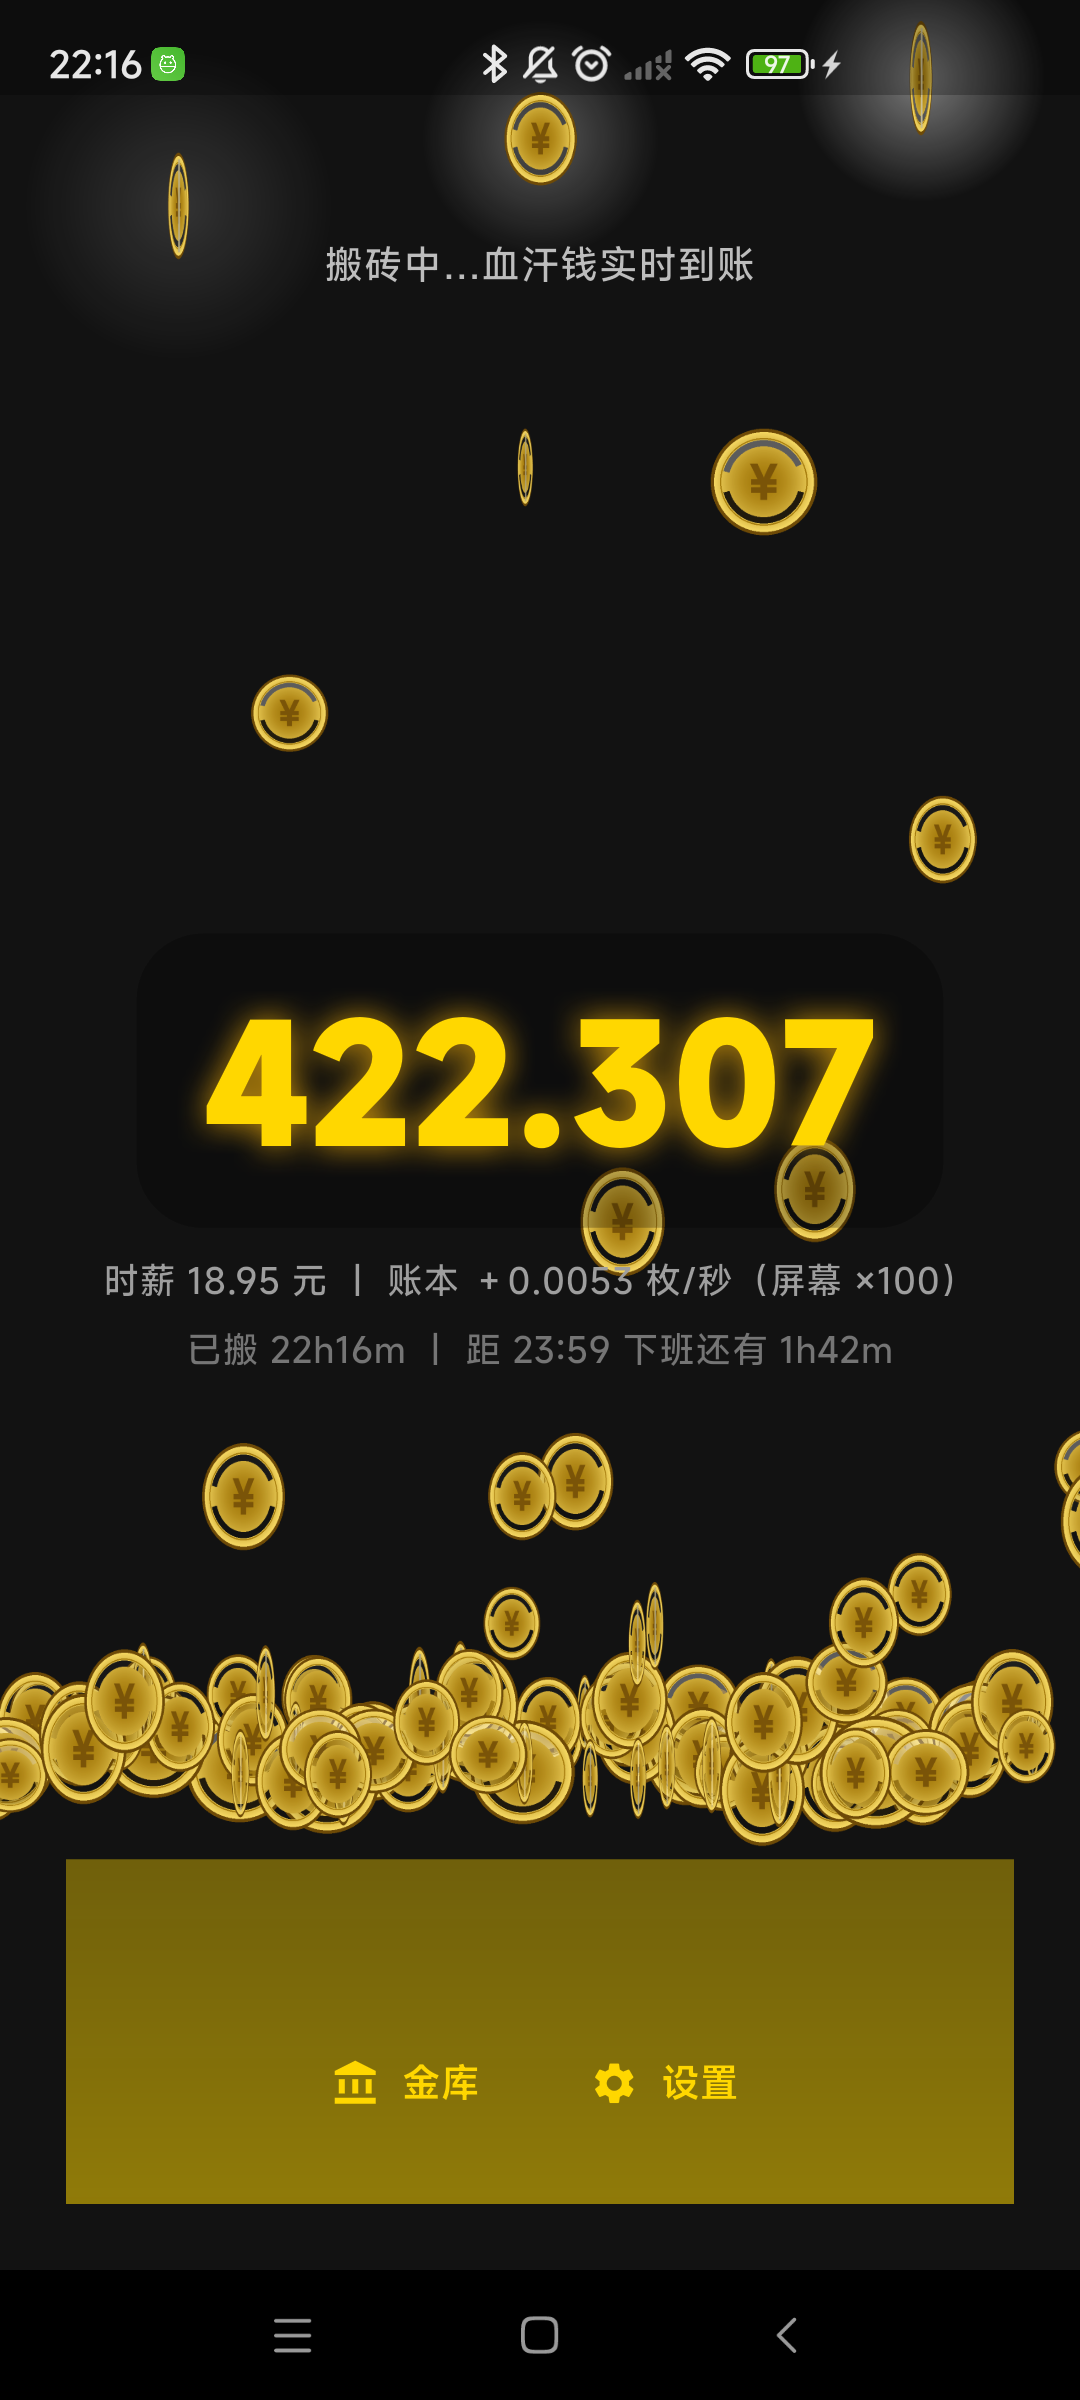 22:16 97
搬砖中...血汗钱实时到账
422.307
时薪 18.95 元 | 账本 +0.0053 枚/秒（屏幕 ×100）
已搬 22h16m | 距 23:59 下班还有 1h42m
金库 设置